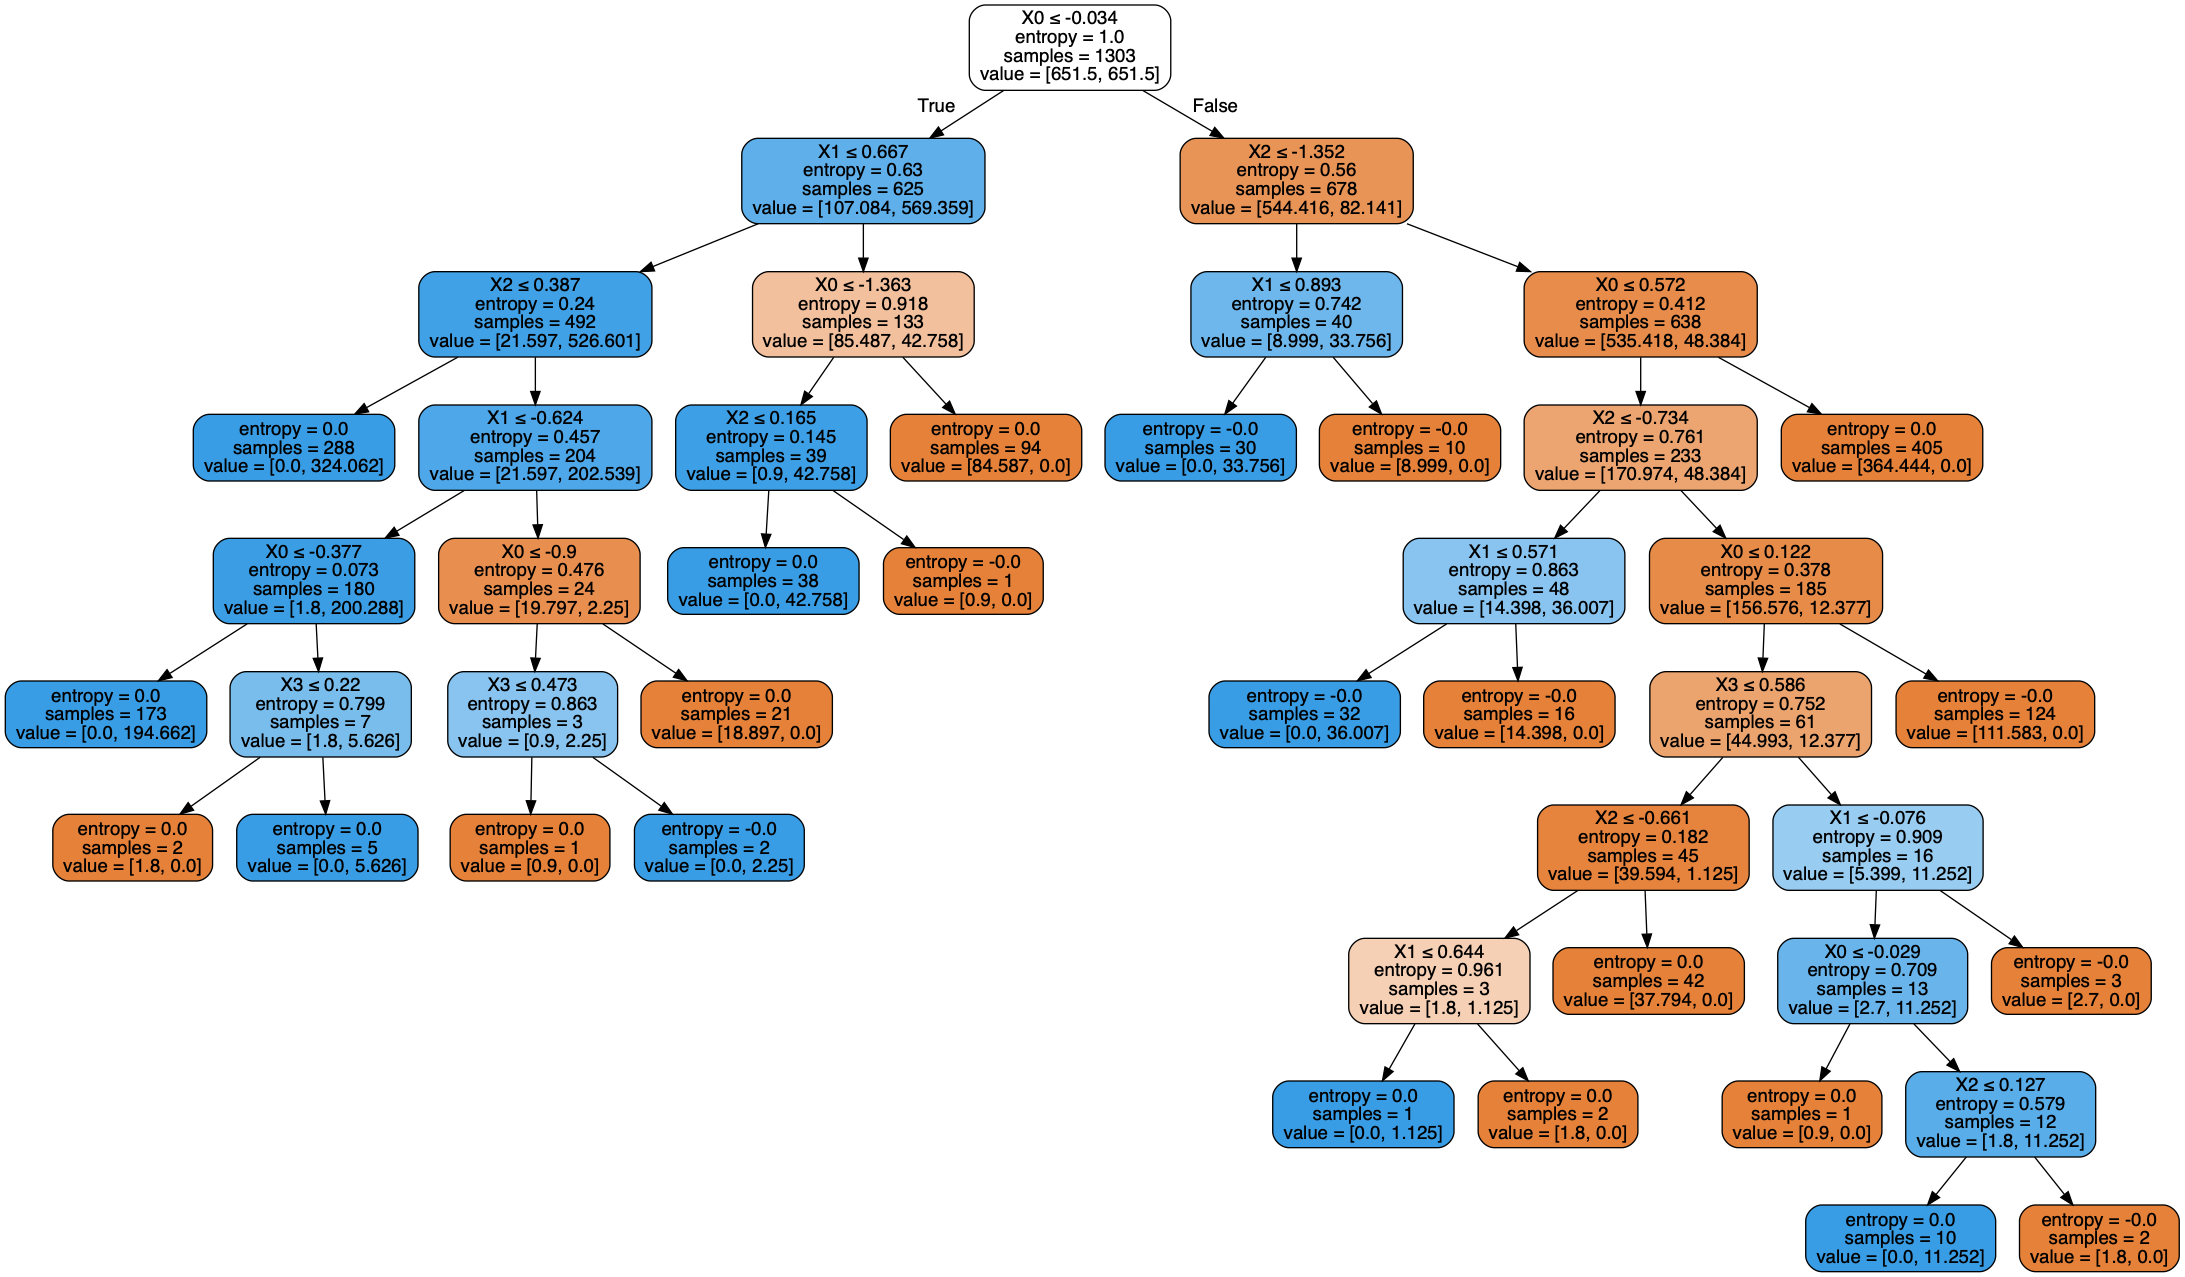 X0 ≤ -0.034
entropy = 1.0
samples = 1303
value = [651.5, 651.5]
True
False
X1 ≤ 0.667
entropy = 0.63
samples = 625
value = [107.084, 569.359]
X2 ≤ -1.352
entropy = 0.56
samples = 678
value = [544.416, 82.141]
X2 ≤ 0.387
entropy = 0.24
samples = 492
value = [21.597, 526.601]
X0 ≤ -1.363
entropy = 0.918
samples = 133
value = [85.487, 42.758]
X1 ≤ 0.893
entropy = 0.742
samples = 40
value = [8.999, 33.756]
X0 ≤ 0.572
entropy = 0.412
samples = 638
value = [535.418, 48.384]
entropy = 0.0
samples = 288
value = [0.0, 324.062]
X1 ≤ -0.624
entropy = 0.457
samples = 204
value = [21.597, 202.539]
X2 ≤ 0.165
entropy = 0.145
samples = 39
value = [0.9, 42.758]
entropy = 0.0
samples = 94
value = [84.587, 0.0]
entropy = -0.0
samples = 30
value = [0.0, 33.756]
entropy = -0.0
samples = 10
value = [8.999, 0.0]
X2 ≤ -0.734
entropy = 0.761
samples = 233
value = [170.974, 48.384]
entropy = 0.0
samples = 405
value = [364.444, 0.0]
X0 ≤ -0.377
entropy = 0.073
samples = 180
value = [1.8, 200.288]
X0 ≤ -0.9
entropy = 0.476
samples = 24
value = [19.797, 2.25]
entropy = 0.0
samples = 38
value = [0.0, 42.758]
entropy = -0.0
samples = 1
value = [0.9, 0.0]
X1 ≤ 0.571
entropy = 0.863
samples = 48
value = [14.398, 36.007]
X0 ≤ 0.122
entropy = 0.378
samples = 185
value = [156.576, 12.377]
entropy = 0.0
samples = 173
value = [0.0, 194.662]
X3 ≤ 0.22
entropy = 0.799
samples = 7
value = [1.8, 5.626]
X3 ≤ 0.473
entropy = 0.863
samples = 3
value = [0.9, 2.25]
entropy = 0.0
samples = 21
value = [18.897, 0.0]
entropy = -0.0
samples = 32
value = [0.0, 36.007]
entropy = -0.0
samples = 16
value = [14.398, 0.0]
X3 ≤ 0.586
entropy = 0.752
samples = 61
value = [44.993, 12.377]
entropy = -0.0
samples = 124
value = [111.583, 0.0]
entropy = 0.0
samples = 2
value = [1.8, 0.0]
entropy = 0.0
samples = 5
value = [0.0, 5.626]
entropy = 0.0
samples = 1
value = [0.9, 0.0]
entropy = -0.0
samples = 2
value = [0.0, 2.25]
X2 ≤ -0.661
entropy = 0.182
samples = 45
value = [39.594, 1.125]
X1 ≤ -0.076
entropy = 0.909
samples = 16
value = [5.399, 11.252]
X1 ≤ 0.644
entropy = 0.961
samples = 3
value = [1.8, 1.125]
entropy = 0.0
samples = 42
value = [37.794, 0.0]
X0 ≤ -0.029
entropy = 0.709
samples = 13
value = [2.7, 11.252]
entropy = -0.0
samples = 3
value = [2.7, 0.0]
entropy = 0.0
samples = 1
value = [0.0, 1.125]
entropy = 0.0
samples = 2
value = [1.8, 0.0]
entropy = 0.0
samples = 1
value = [0.9, 0.0]
X2 ≤ 0.127
entropy = 0.579
samples = 12
value = [1.8, 11.252]
entropy = 0.0
samples = 10
value = [0.0, 11.252]
entropy = -0.0
samples = 2
value = [1.8, 0.0]